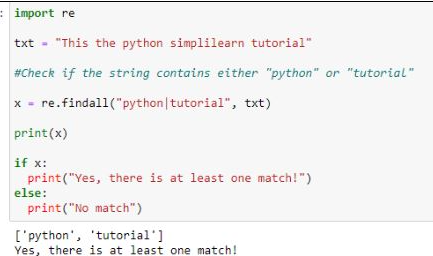 : import re
txt = "This the python simplilearn tutorial"
#Check if the string contains either "python" or "tutorial"
x = re.findall("python|tutorial", txt)
print(x)
if x:
  print("Yes, there is at least one match!")
else:
  print("No match")
['python', 'tutorial']
Yes, there is at least one match!